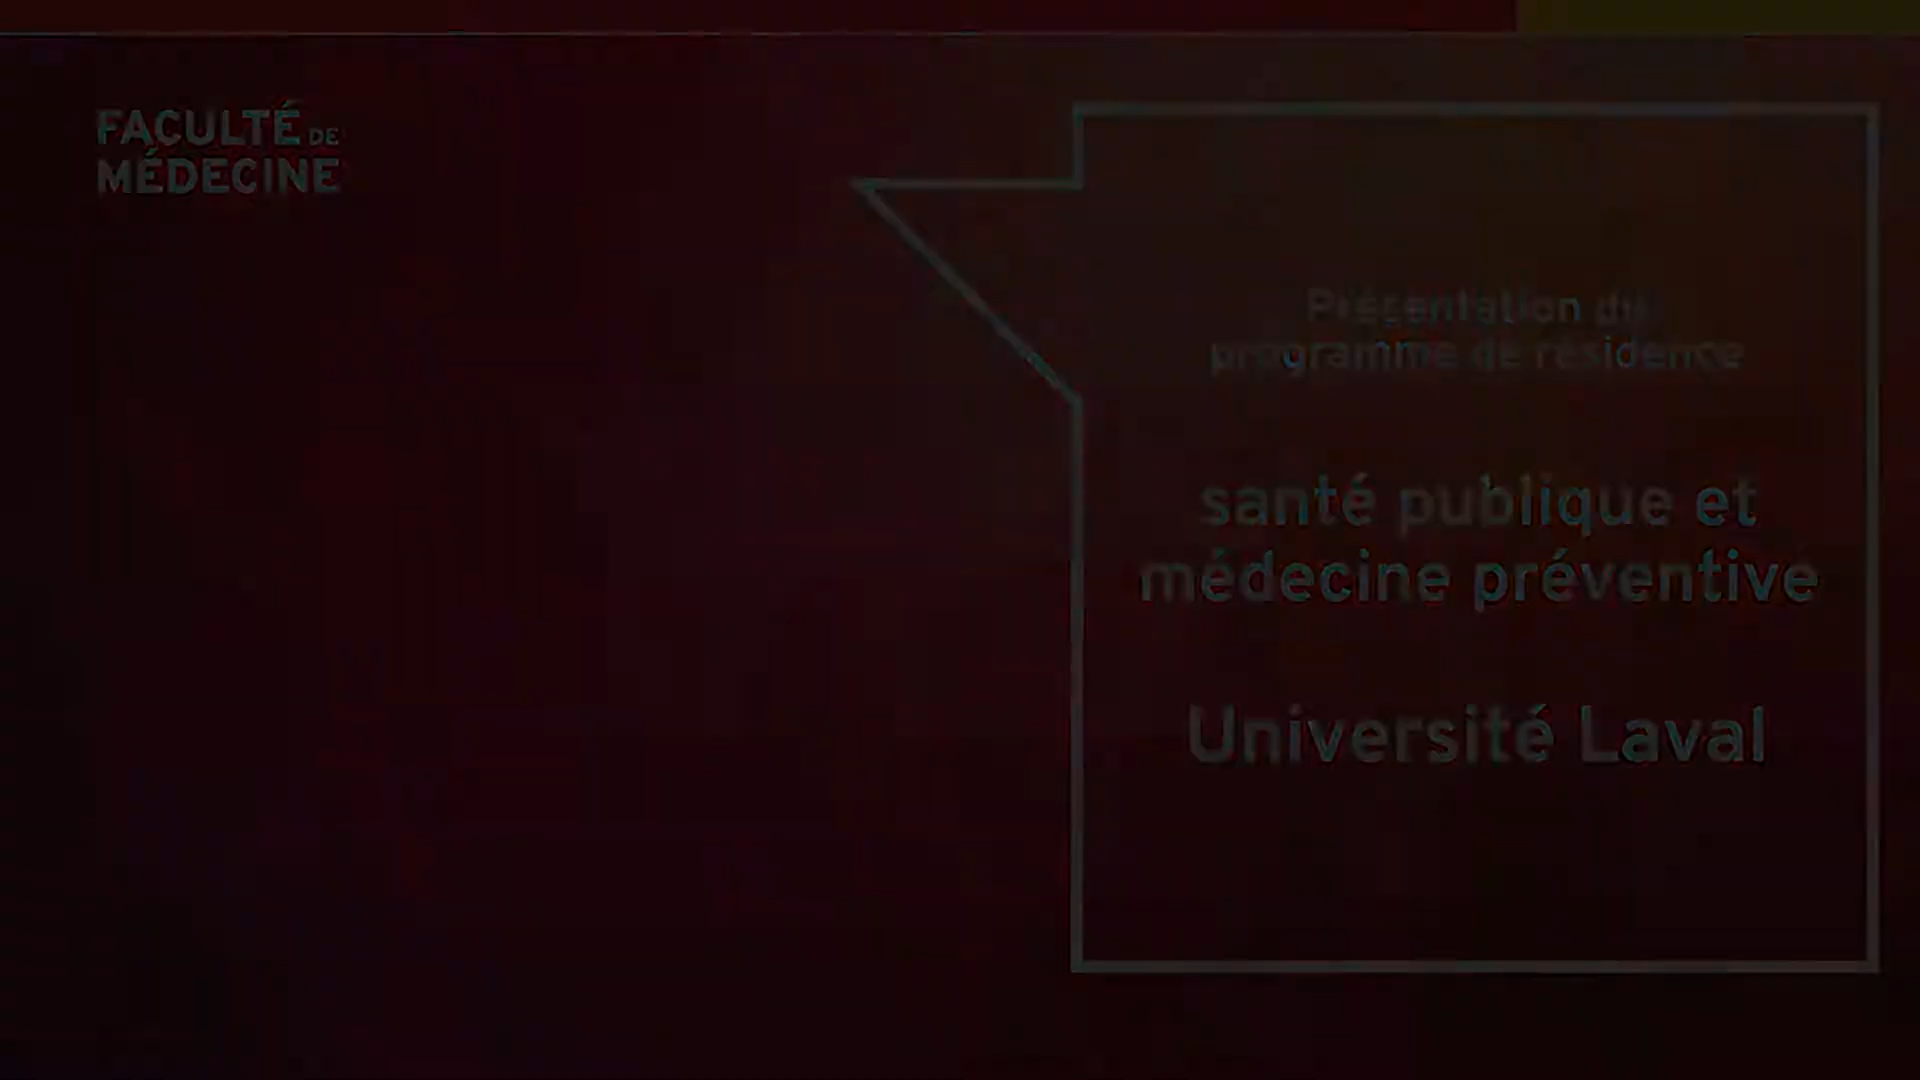 FACULTÉ DE
MÉDECINE
Présentation du
programme de résidence
santé publique et
médecine préventive
Université Laval